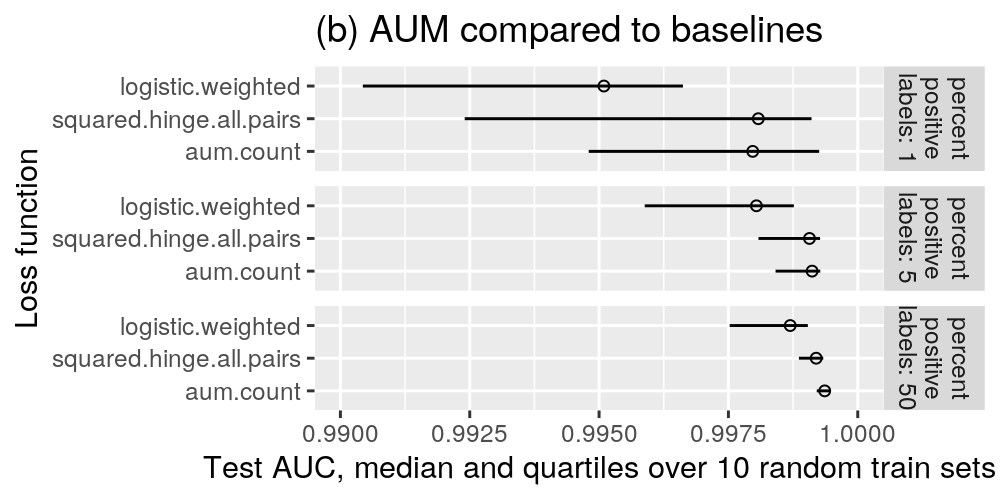 (b) AUM compared to baselines
Loss function
logistic.weighted
squared.hinge.all.pairs
aum.count
percent
positive
labels: 1
logistic.weighted
squared.hinge.all.pairs
aum.count
percent
positive
labels: 5
logistic.weighted
squared.hinge.all.pairs
aum.count
percent
positive
labels: 50
0.9900 0.9925 0.9950 0.9975 1.0000
Test AUC, median and quartiles over 10 random train sets